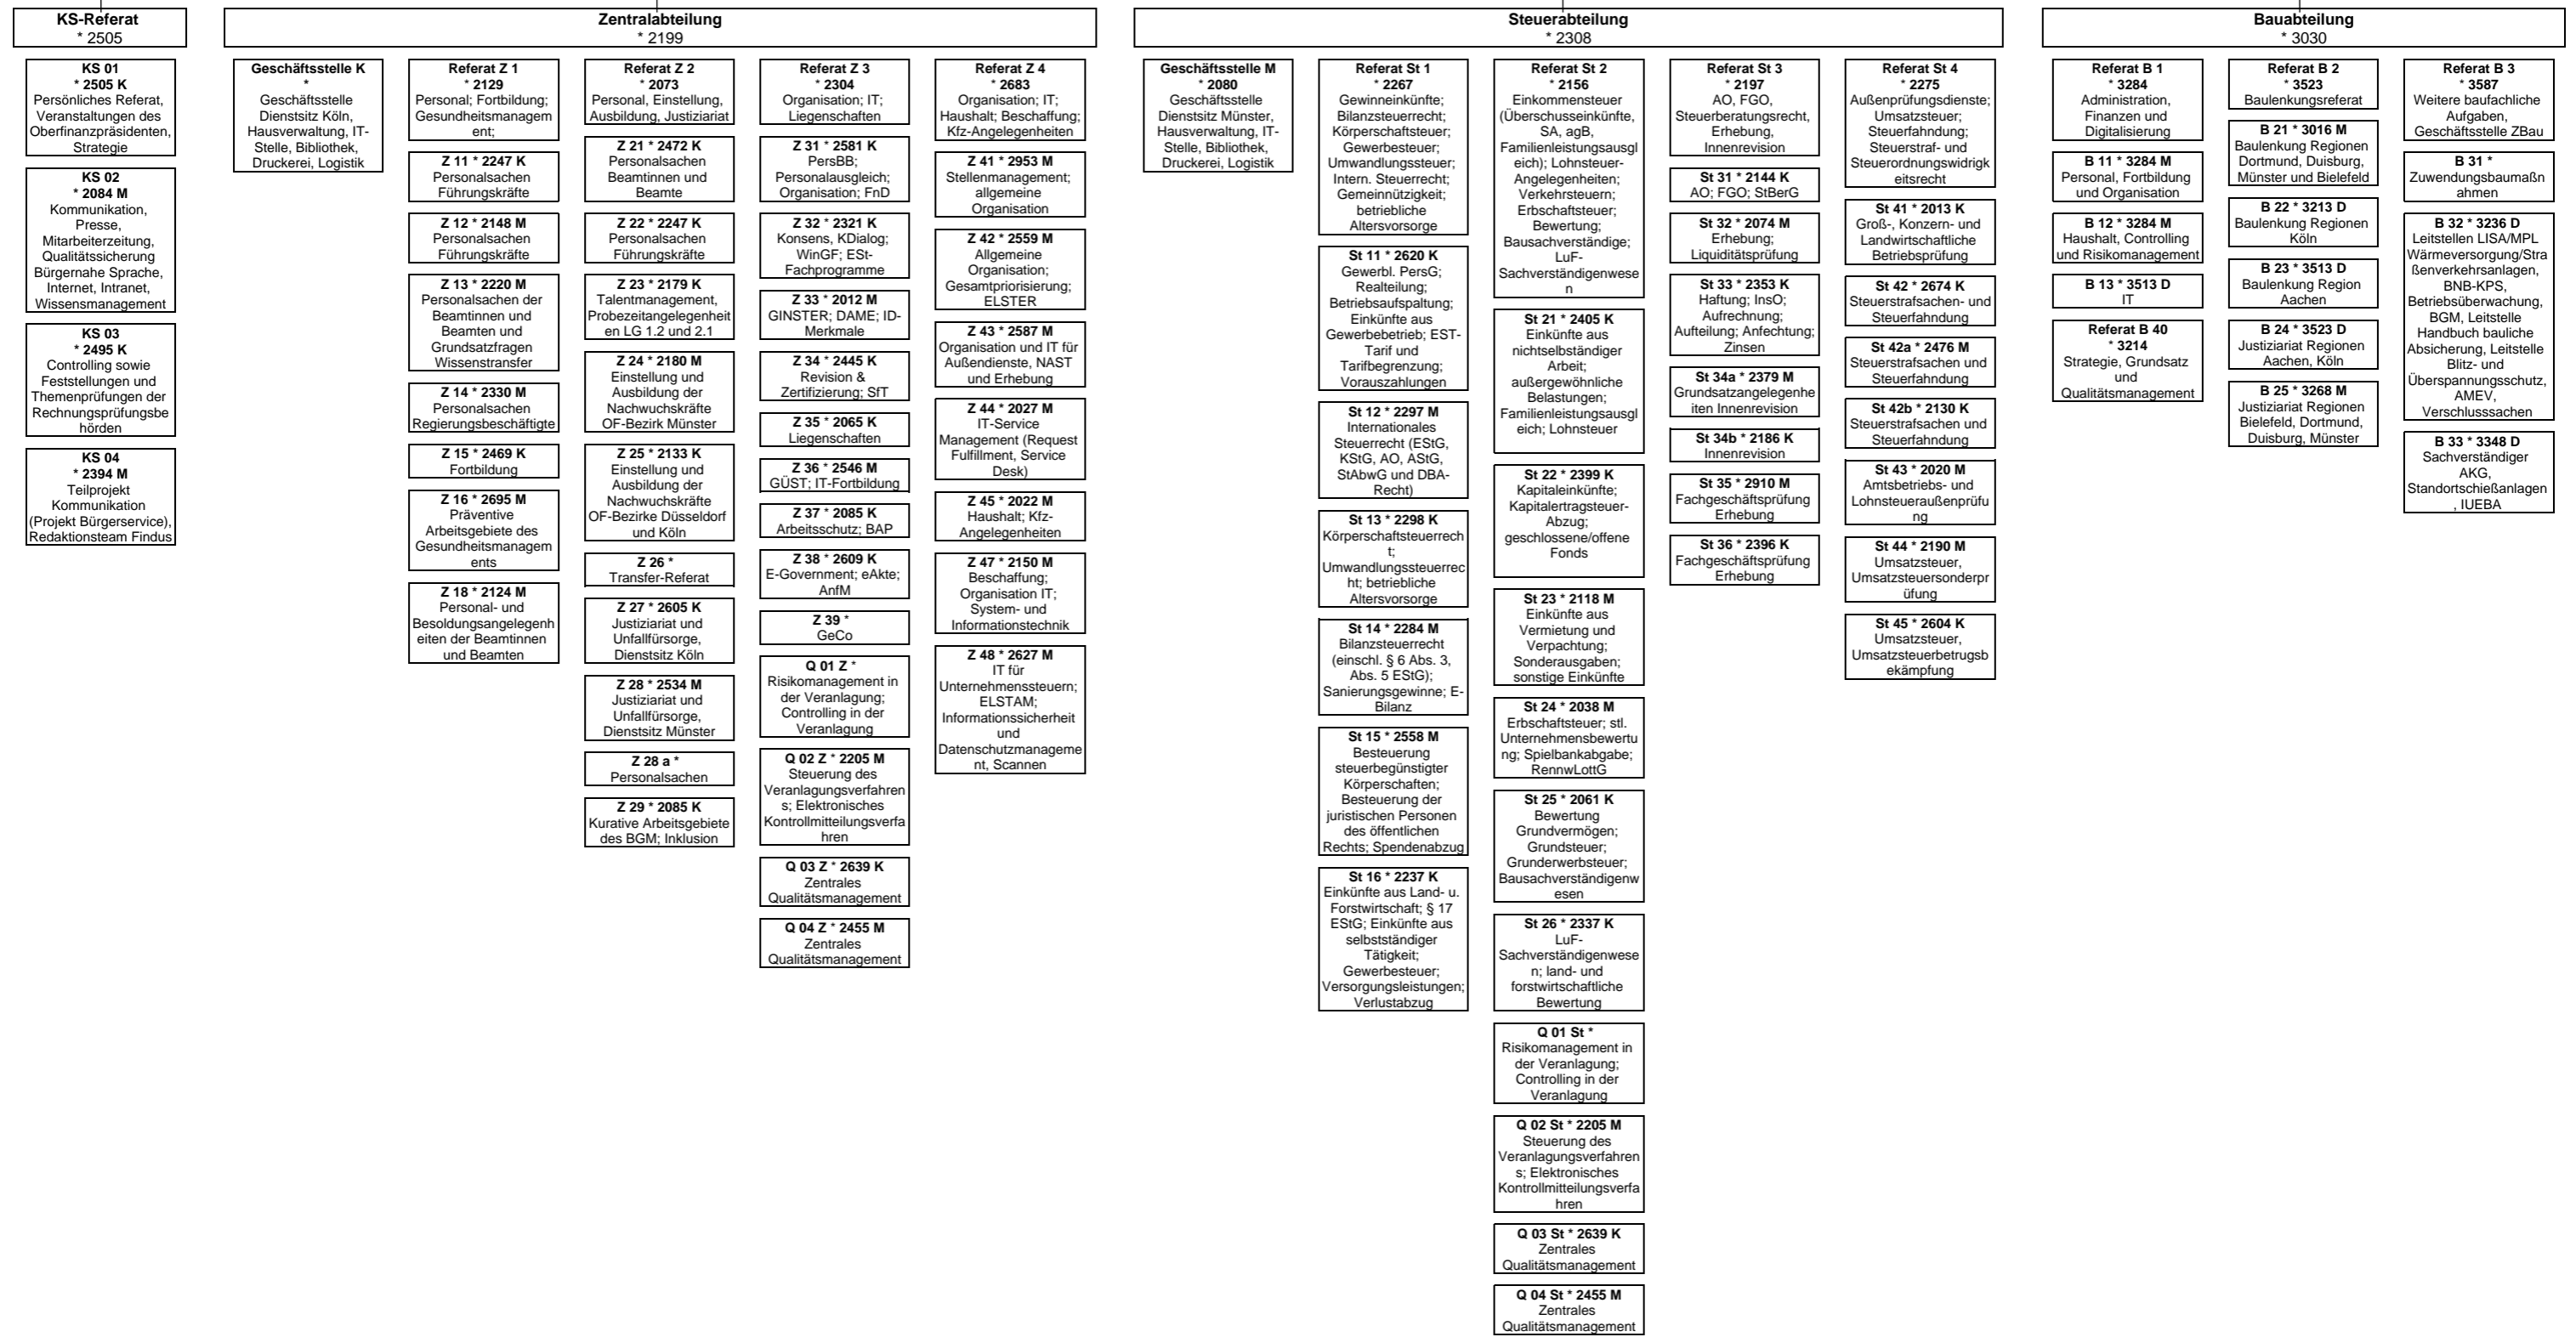 KS-Referat
* 2505
KS 01
* 2505 K
Persönliches Referat,
Veranstaltungen des
Oberfinanzpräsidenten,
Strategie
KS 02
* 2084 M
Kommunikation,
Presse,
Mitarbeiterzeitung,
Qualitätssicherung
Bürgernahe Sprache,
Internet, Intranet,
Wissensmanagement
KS 03
* 2495 K
Controlling sowie
Feststellungen und
Themenprüfungen der
Rechnungsprüfungsbe
hörden
KS 04
* 2394 M
Teilprojekt
Kommunikation
(Projekt Bürgerservice),
Redaktionsteam Findus
Zentralabteilung
* 2199
Geschäftsstelle K
*
Geschäftsstelle
Dienstsitz Köln,
Hausverwaltung, IT-
Stelle, Bibliothek,
Druckerei, Logistik
Referat Z 1
* 2129
Personal; Fortbildung;
Gesundheitsmanagem
ent;
Z 11 * 2247 K
Personalsachen
Führungskräfte
Z 12 * 2148 M
Personalsachen
Führungskräfte
Z 13 * 2220 M
Personalsachen der
Beamtinnen und
Beamten und
Grundsatzfragen
Wissenstransfer
Z 14 * 2330 M
Personalsachen
Regierungsbeschäftigte
Z 15 * 2469 K
Fortbildung
Z 16 * 2695 M
Präventive
Arbeitsgebiete des
Gesundheitsmanagem
ents
Z 18 * 2124 M
Personal- und
Besoldungsangelegenh
eiten der Beamtinnen
und Beamten
Referat Z 2
* 2073
Personal, Einstellung,
Ausbildung, Justiziariat
Z 21 * 2472 K
Personalsachen
Beamtinnen und
Beamte
Z 22 * 2247 K
Personalsachen
Führungskräfte
Z 23 * 2179 K
Talentmanagement,
Probezeitangelegenheit
en LG 1.2 und 2.1
Z 24 * 2180 M
Einstellung und
Ausbildung der
Nachwuchskräfte
OF-Bezirk Münster
Z 25 * 2133 K
Einstellung und
Ausbildung der
Nachwuchskräfte
OF-Bezirke Düsseldorf
und Köln
Z 26 *
Transfer-Referat
Z 27 * 2605 K
Justiziariat und
Unfallfürsorge,
Dienstsitz Köln
Z 28 * 2534 M
Justiziariat und
Unfallfürsorge,
Dienstsitz Münster
Z 28 a *
Personalsachen
Z 29 * 2085 K
Kurative Arbeitsgebiete
des BGM; Inklusion
Referat Z 3
* 2304
Organisation; IT;
Liegenschaften
Z 31 * 2581 K
PersBB;
Personalausgleich;
Organisation; FnD
Z 32 * 2321 K
Konsens, KDialog;
WinGF; ESt-
Fachprogramme
Z 33 * 2012 M
GINSTER; DAME; ID-
Merkmale
Z 34 * 2445 K
Revision &
Zertifizierung; SfT
Z 35 * 2065 K
Liegenschaften
Z 36 * 2546 M
GÜST; IT-Fortbildung
Z 37 * 2085 K
Arbeitsschutz; BAP
Z 38 * 2609 K
E-Government; eAkte;
AnfM
Z 39 *
GeCo
Q 01 Z *
Risikomanagement in
der Veranlagung;
Controlling in der
Veranlagung
Q 02 Z * 2205 M
Steuerung des
Veranlagungsverfahren
s; Elektronisches
Kontrollmitteilungsverfa
hren
Q 03 Z * 2639 K
Zentrales
Qualitätsmanagement
Q 04 Z * 2455 M
Zentrales
Qualitätsmanagement
Referat Z 4
* 2683
Organisation; IT;
Haushalt; Beschaffung;
Kfz-Angelegenheiten
Z 41 * 2953 M
Stellenmanagement;
allgemeine
Organisation
Z 42 * 2559 M
Allgemeine
Organisation;
Gesamtpriorisierung;
ELSTER
Z 43 * 2587 M
Organisation und IT für
Außendienste, NAST
und Erhebung
Z 44 * 2027 M
IT-Service
Management (Request
Fulfillment, Service
Desk)
Z 45 * 2022 M
Haushalt; Kfz-
Angelegenheiten
Z 47 * 2150 M
Beschaffung;
Organisation IT;
System- und
Informationstechnik
Z 48 * 2627 M
IT für
Unternehmenssteuern;
ELSTAM;
Informationssicherheit
und
Datenschutzmanageme
nt, Scannen
Steuerabteilung
* 2308
Geschäftsstelle M
* 2080
Geschäftsstelle
Dienstsitz Münster,
Hausverwaltung, IT-
Stelle, Bibliothek,
Druckerei, Logistik
Referat St 1
* 2267
Gewinneinkünfte;
Bilanzsteuerrecht;
Körperschaftsteuer;
Gewerbesteuer;
Umwandlungssteuer;
Intern. Steuerrecht;
Gemeinnützigkeit;
betriebliche
Altersvorsorge
St 11 * 2620 K
Gewerbl. PersG;
Realteilung;
Betriebsaufspaltung;
Einkünfte aus
Gewerbebetrieb; EST-
Tarif und
Tarifbegrenzung;
Vorauszahlungen
St 12 * 2297 M
Internationales
Steuerrecht (EStG,
KStG, AO, AStG,
StAbwG und DBA-
Recht)
St 13 * 2298 K
Körperschaftsteuerrech
t;
Umwandlungssteuerrec
ht; betriebliche
Altersvorsorge
St 14 * 2284 M
Bilanzsteuerrecht
(einschl. § 6 Abs. 3,
Abs. 5 EStG);
Sanierungsgewinne; E-
Bilanz
St 15 * 2558 M
Besteuerung
steuerbegünstigter
Körperschaften;
Besteuerung der
juristischen Personen
des öffentlichen
Rechts; Spendenabzug
St 16 * 2237 K
Einkünfte aus Land- u.
Forstwirtschaft; § 17
EStG; Einkünfte aus
selbstständiger
Tätigkeit;
Gewerbesteuer;
Versorgungsleistungen;
Verlustabzug
Referat St 2
* 2156
Einkommensteuer
(Überschusseinkünfte,
SA, agB,
Familienleistungsausgl
eich); Lohnsteuer-
Angelegenheiten;
Verkehrsteuern;
Erbschaftsteuer;
Bewertung;
Bausachverständige;
LuF-
Sachverständigenwese
n
St 21 * 2405 K
Einkünfte aus
nichtselbständiger
Arbeit;
außergewöhnliche
Belastungen;
Familienleistungsausgl
eich; Lohnsteuer
St 22 * 2399 K
Kapitaleinkünfte;
Kapitalertragsteuer-
Abzug;
geschlossene/offene
Fonds
St 23 * 2118 M
Einkünfte aus
Vermietung und
Verpachtung;
Sonderausgaben;
sonstige Einkünfte
St 24 * 2038 M
Erbschaftsteuer; stl.
Unternehmensbewertu
ng; Spielbankabgabe;
RennwLottG
St 25 * 2061 K
Bewertung
Grundvermögen;
Grundsteuer;
Grunderwerbsteuer;
Bausachverständigenw
esen
St 26 * 2337 K
LuF-
Sachverständigenwese
n; land- und
forstwirtschaftliche
Bewertung
Q 01 St *
Risikomanagement in
der Veranlagung;
Controlling in der
Veranlagung
Q 02 St * 2205 M
Steuerung des
Veranlagungsverfahren
s; Elektronisches
Kontrollmitteilungsverfa
hren
Q 03 St * 2639 K
Zentrales
Qualitätsmanagement
Q 04 St * 2455 M
Zentrales
Qualitätsmanagement
Referat St 3
* 2197
AO, FGO,
Steuerberatungsrecht,
Erhebung,
Innenrevision
St 31 * 2144 K
AO; FGO; StBerG
St 32 * 2074 M
Erhebung;
Liquiditätsprüfung
St 33 * 2353 K
Haftung; InsO;
Aufrechnung;
Aufteilung; Anfechtung;
Zinsen
St 34a * 2379 M
Grundsatzangelegenhe
iten Innenrevision
St 34b * 2186 K
Innenrevision
St 35 * 2910 M
Fachgeschäftsprüfung
Erhebung
St 36 * 2396 K
Fachgeschäftsprüfung
Erhebung
Referat St 4
* 2275
Außenprüfungsdienste;
Umsatzsteuer;
Steuerfahndung;
Steuerstraf- und
Steuerordnungswidrigk
eitsrecht
St 41 * 2013 K
Groß-, Konzern- und
Landwirtschaftliche
Betriebsprüfung
St 42 * 2674 K
Steuerstrafsachen- und
Steuerfahndung
St 42a * 2476 M
Steuerstrafsachen und
Steuerfahndung
St 42b * 2130 K
Steuerstrafsachen und
Steuerfahndung
St 43 * 2020 M
Amtsbetriebs- und
Lohnsteueraußenprüfu
ng
St 44 * 2190 M
Umsatzsteuer,
Umsatzsteuersonderpr
üfung
St 45 * 2604 K
Umsatzsteuer,
Umsatzsteuerbetrugsb
ekämpfung
Bauabteilung
* 3030
Referat B 1
* 3284
Administration,
Finanzen und
Digitalisierung
B 11 * 3284 M
Personal, Fortbildung
und Organisation
B 12 * 3284 M
Haushalt, Controlling
und Risikomanagement
B 13 * 3513 D
IT
Referat B 40
* 3214
Strategie, Grundsatz
und
Qualitätsmanagement
Referat B 2
* 3523
Baulenkungsreferat
B 21 * 3016 M
Baulenkung Regionen
Dortmund, Duisburg,
Münster und Bielefeld
B 22 * 3213 D
Baulenkung Regionen
Köln
B 23 * 3513 D
Baulenkung Region
Aachen
B 24 * 3523 D
Justiziariat Regionen
Aachen, Köln
B 25 * 3268 M
Justiziariat Regionen
Bielefeld, Dortmund,
Duisburg, Münster
Referat B 3
* 3587
Weitere baufachliche
Aufgaben,
Geschäftsstelle ZBau
B 31 *
Zuwendungsbaumaßn
ahmen
B 32 * 3236 D
Leitstellen LISA/MPL
Wärmeversorgung/Stra
ßenverkehrsanlagen,
BNB-KPS,
Betriebsüberwachung,
BGM, Leitstelle
Handbuch bauliche
Absicherung, Leitstelle
Blitz- und
Überspannungsschutz,
AMEV,
Verschlusssachen
B 33 * 3348 D
Sachverständiger
AKG,
Standortschießanlagen
, IUEBA